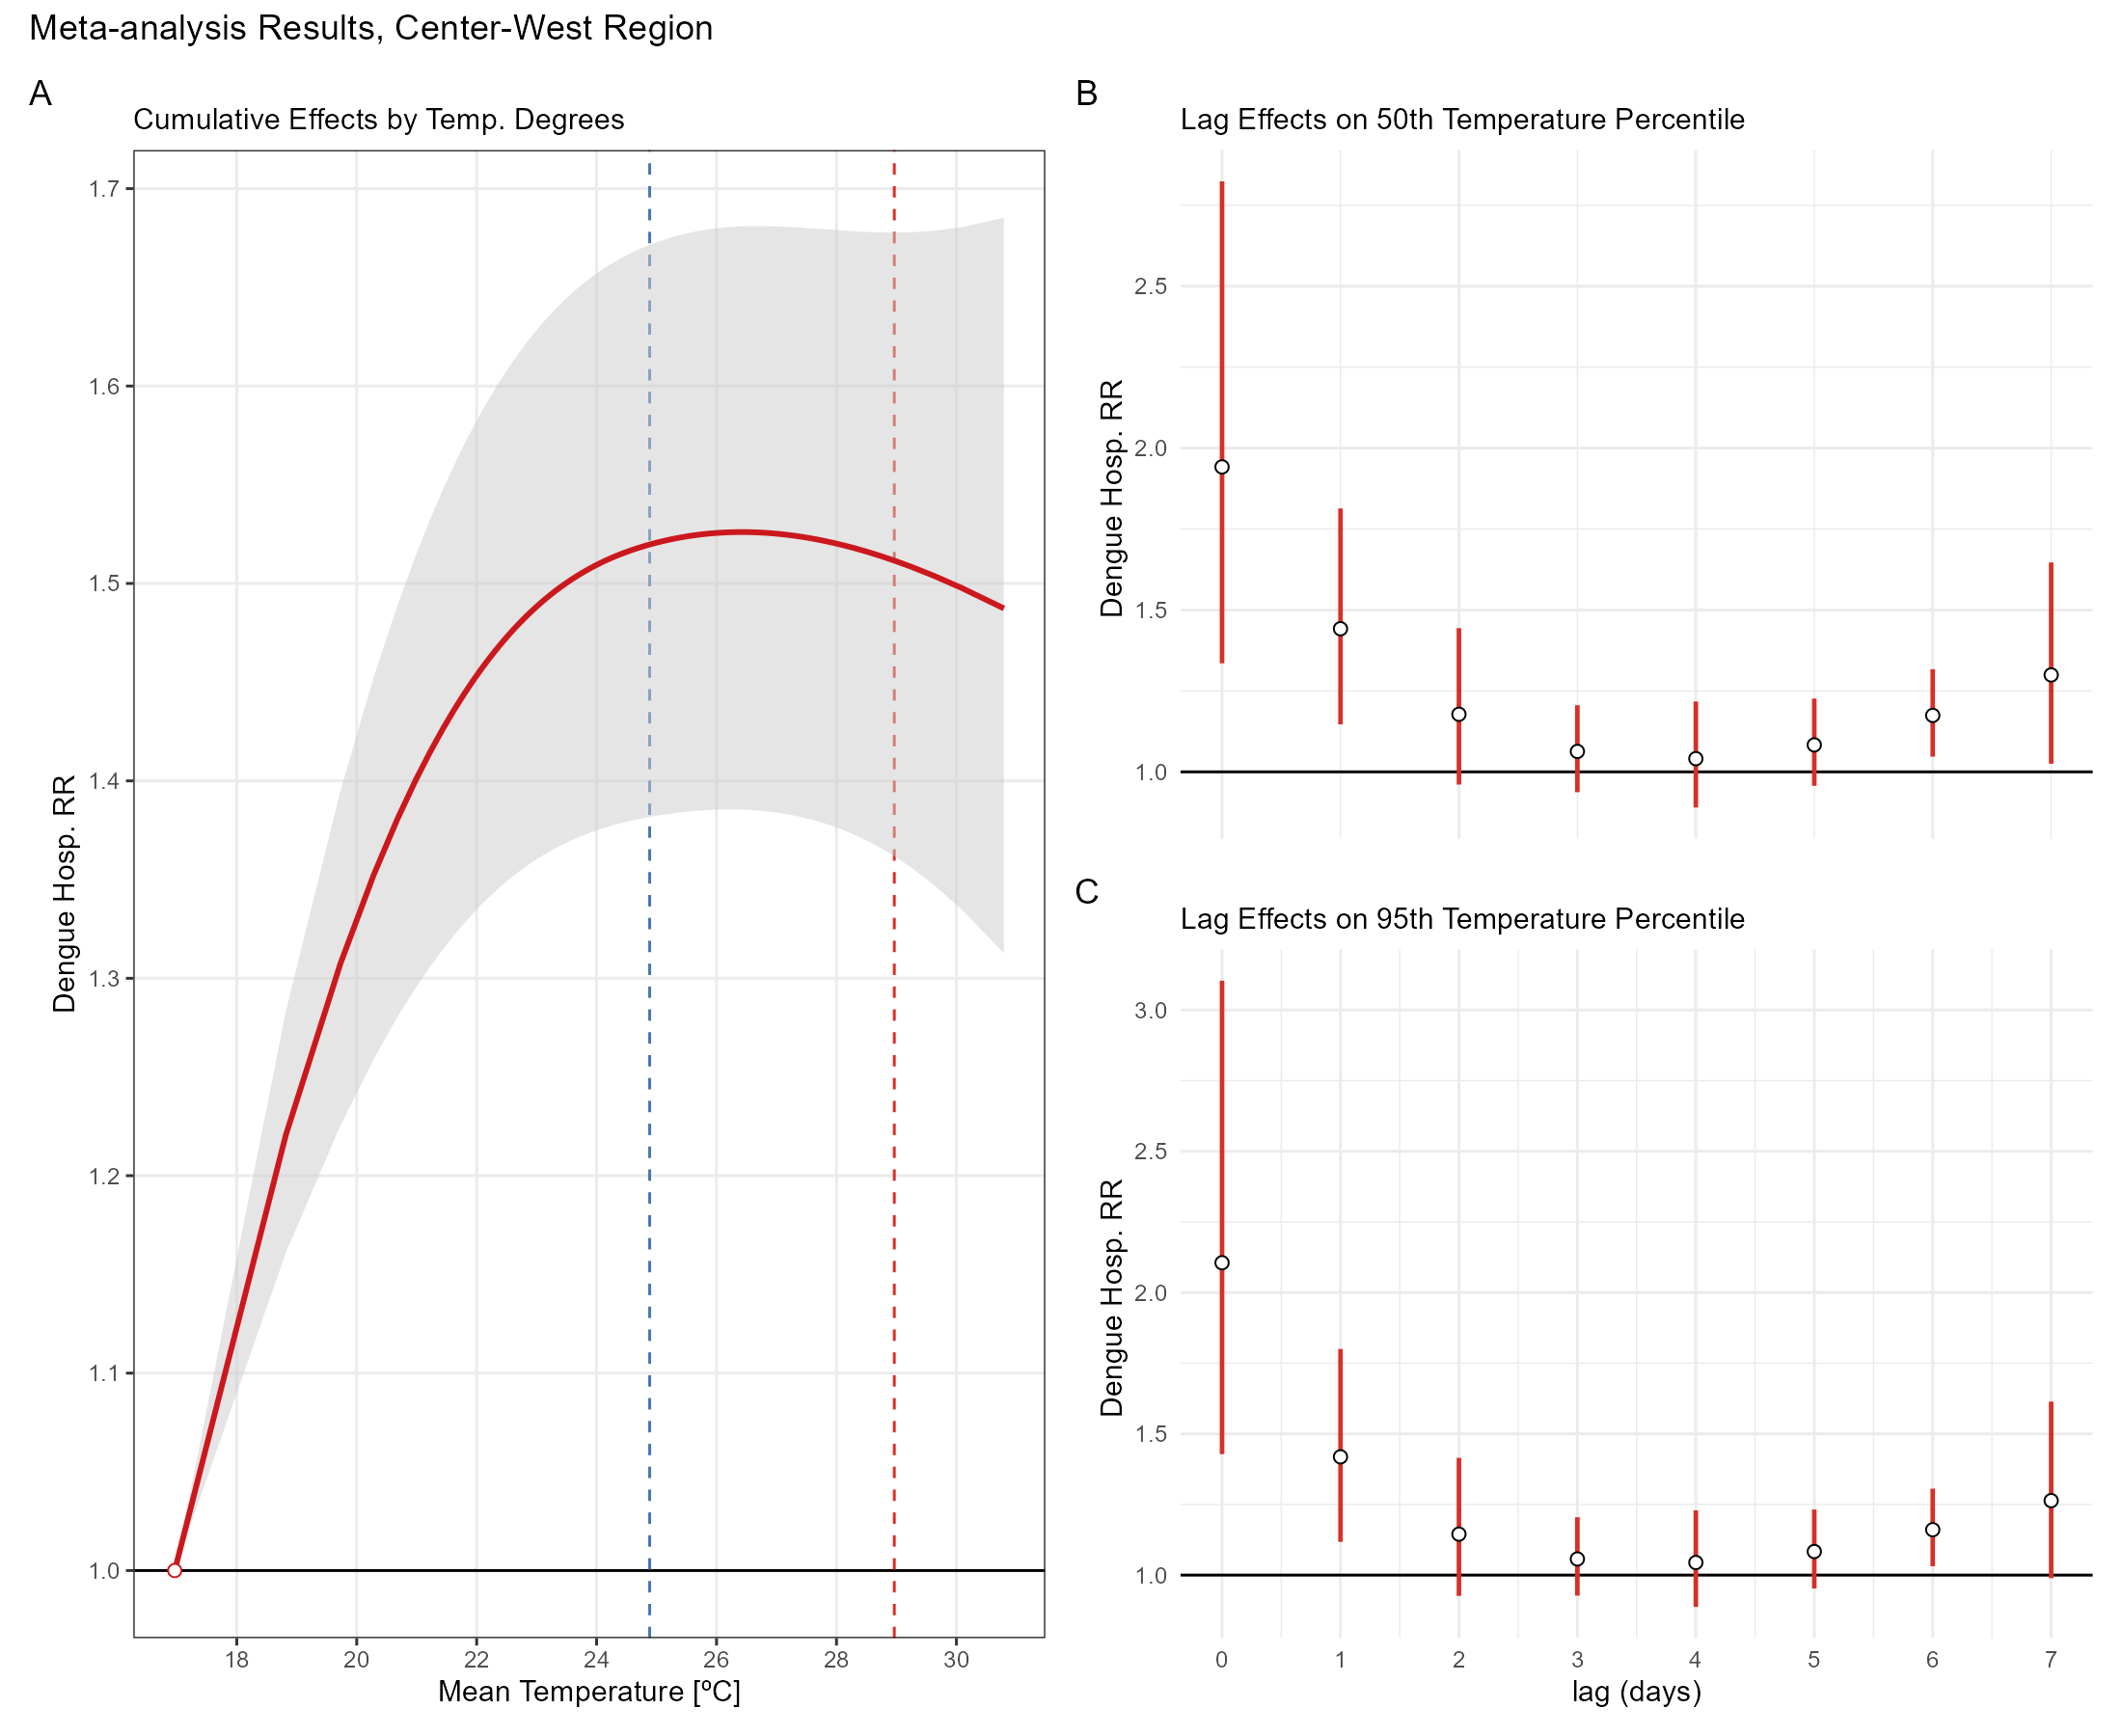 Meta-analysis Results, Center-West Region
A
Cumulative Effects by Temp. Degrees
Dengue Hosp. RR
1.7
1.6
1.5
1.4
1.3
1.2
1.1
1.0
18 20 22 24 26 28 30
Mean Temperature [ºC]
B
Lag Effects on 50th Temperature Percentile
Dengue Hosp. RR
2.5
2.0
1.5
1.0
C
Lag Effects on 95th Temperature Percentile
Dengue Hosp. RR
3.0
2.5
2.0
1.5
1.0
0 1 2 3 4 5 6 7
lag (days)